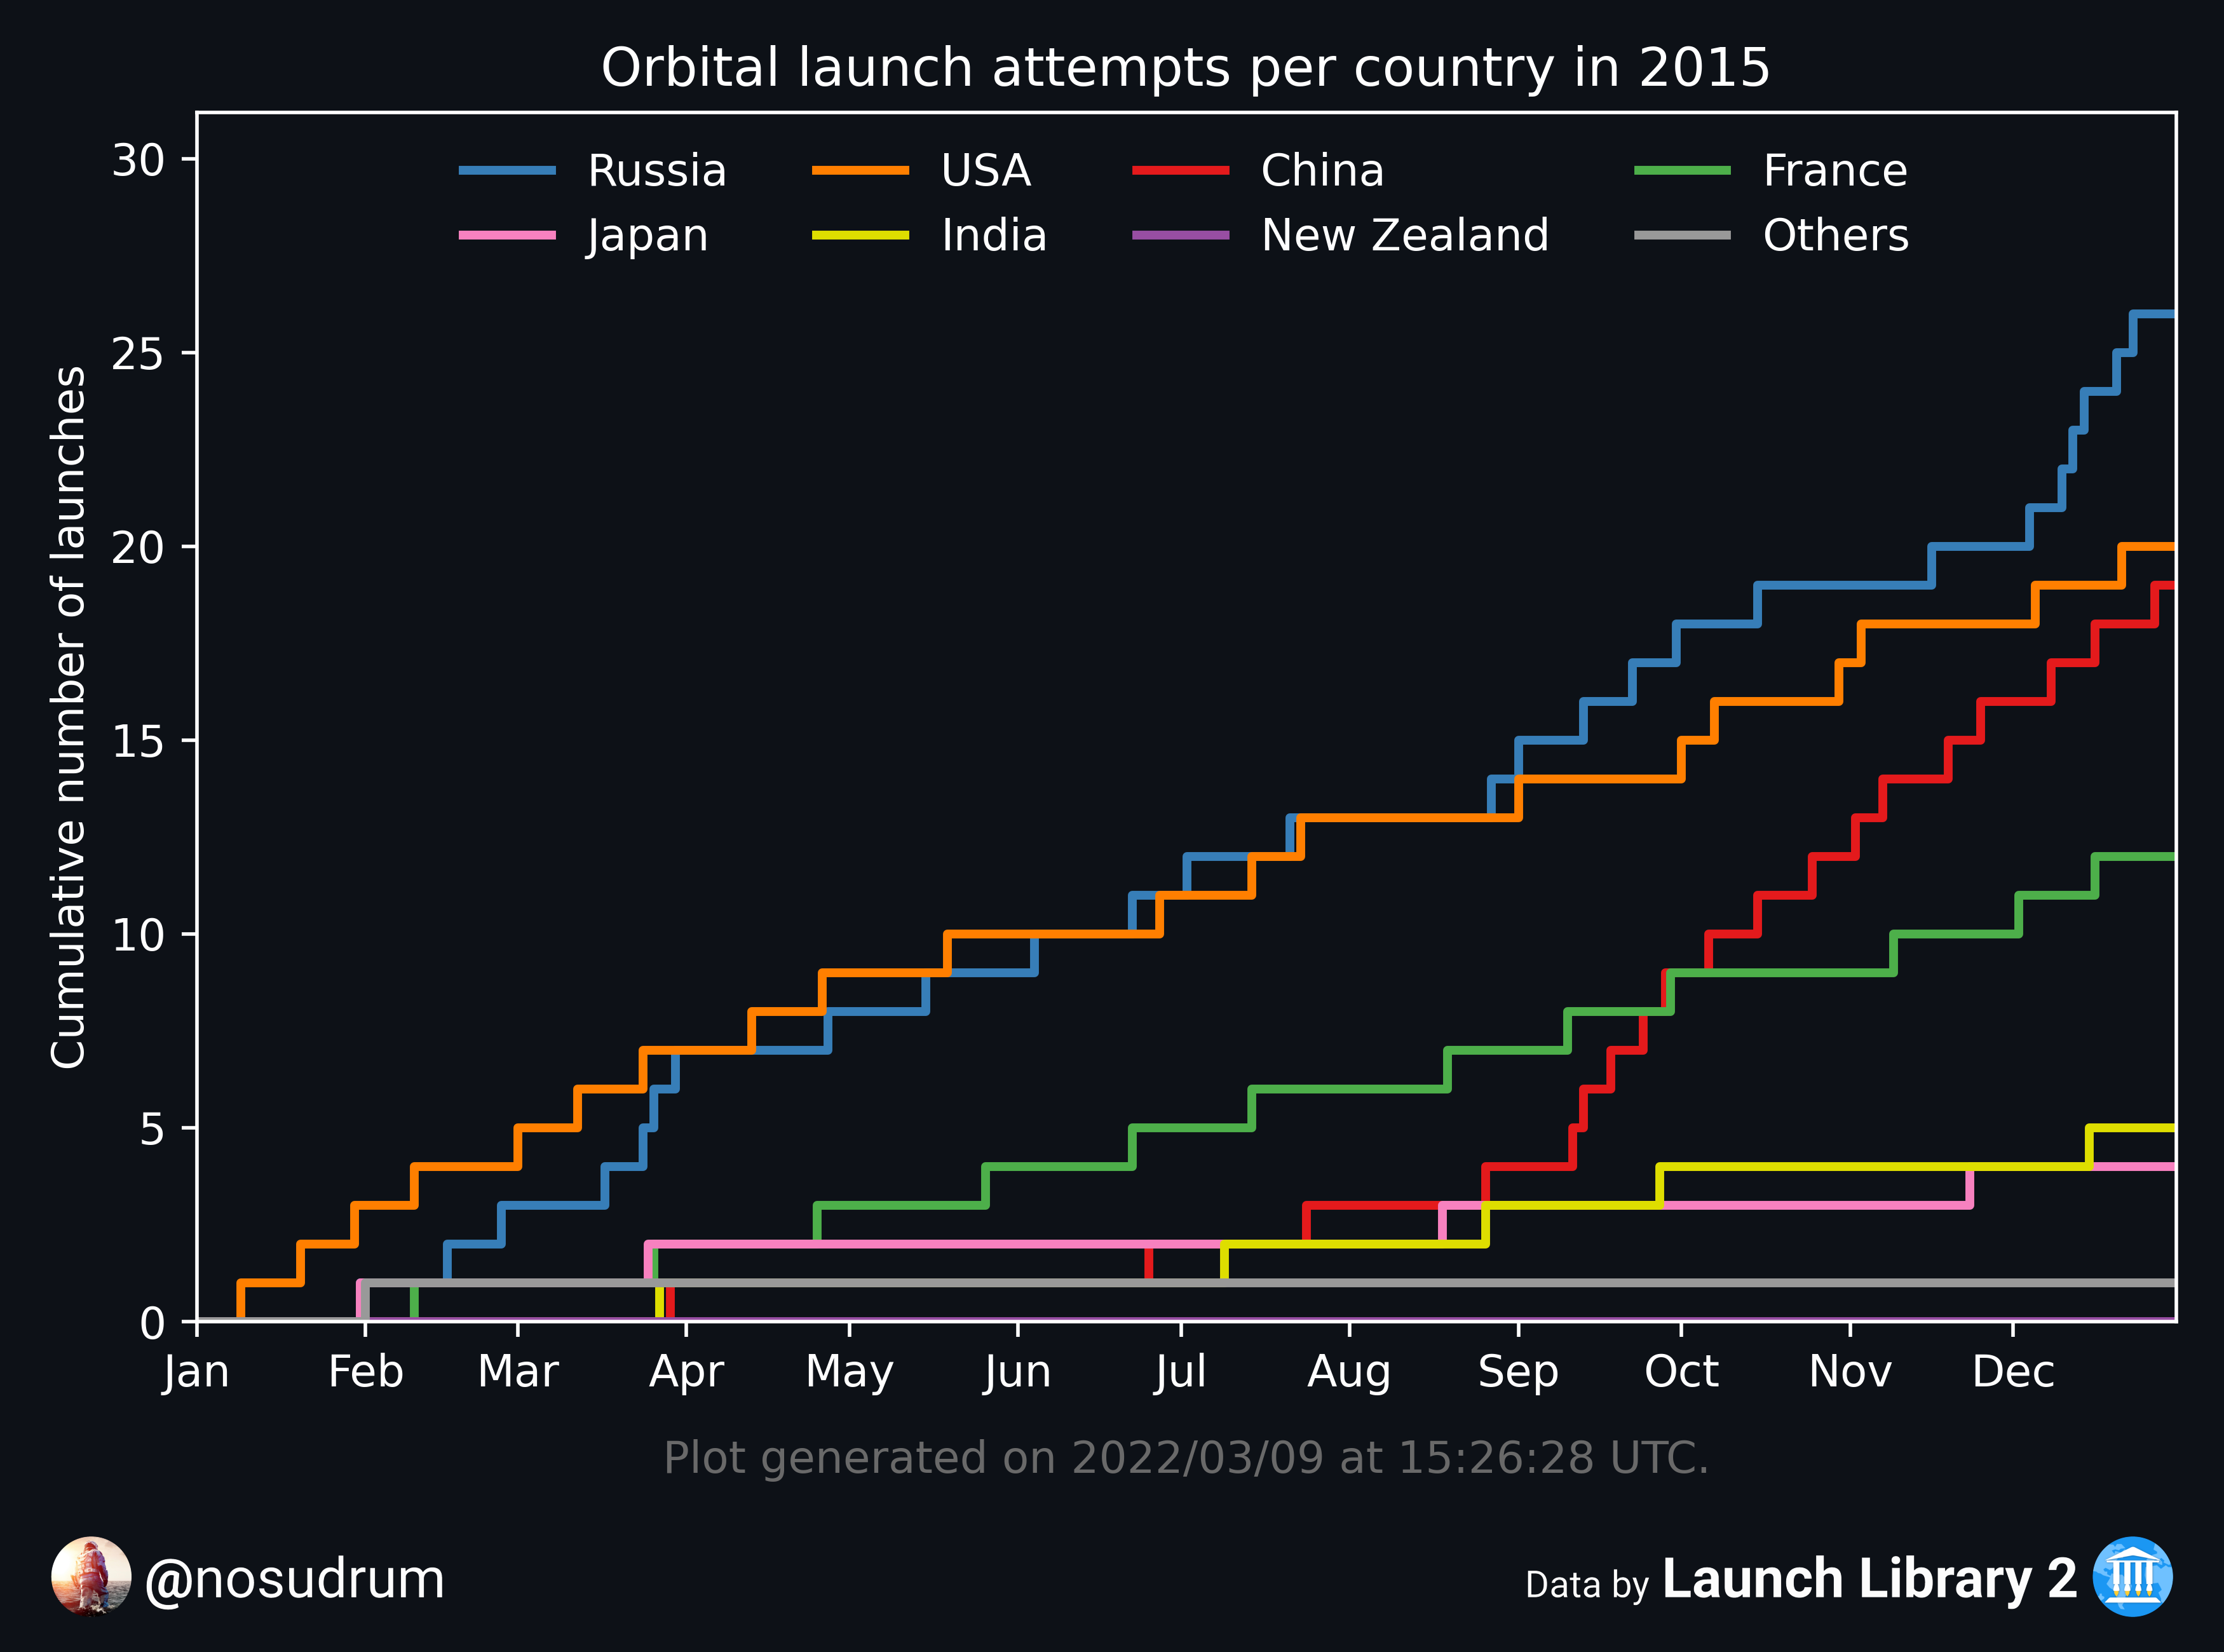 Orbital launch attempts per country in 2015
Russia USA China France
Japan India New Zealand Others
Cumulative number of launches
30
25
20
15
10
5
0
Jan Feb Mar Apr May Jun Jul Aug Sep Oct Nov Dec
Plot generated on 2022/03/09 at 15:26:28 UTC.
@nosudrum
Data by Launch Library 2